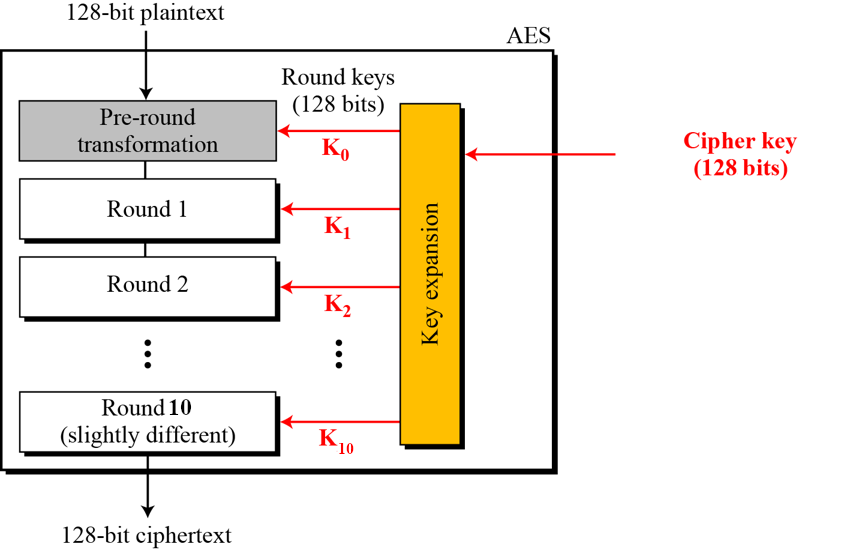 128-bit plaintext
AES
Round keys
(128 bits)
Pre-round
transformation
K0
Cipher key
(128 bits)
Round 1
K1
Round 2
K2
Key expansion
Round 10
(slightly different)
K10
128-bit ciphertext